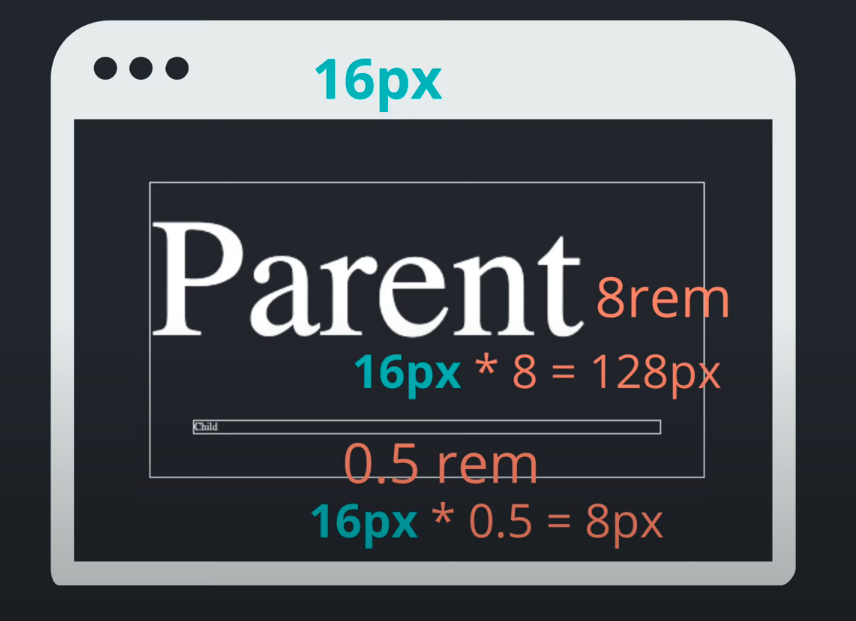 16px
Parent 8rem
16px * 8 = 128px
Child
0.5 rem
16px * 0.5 = 8px